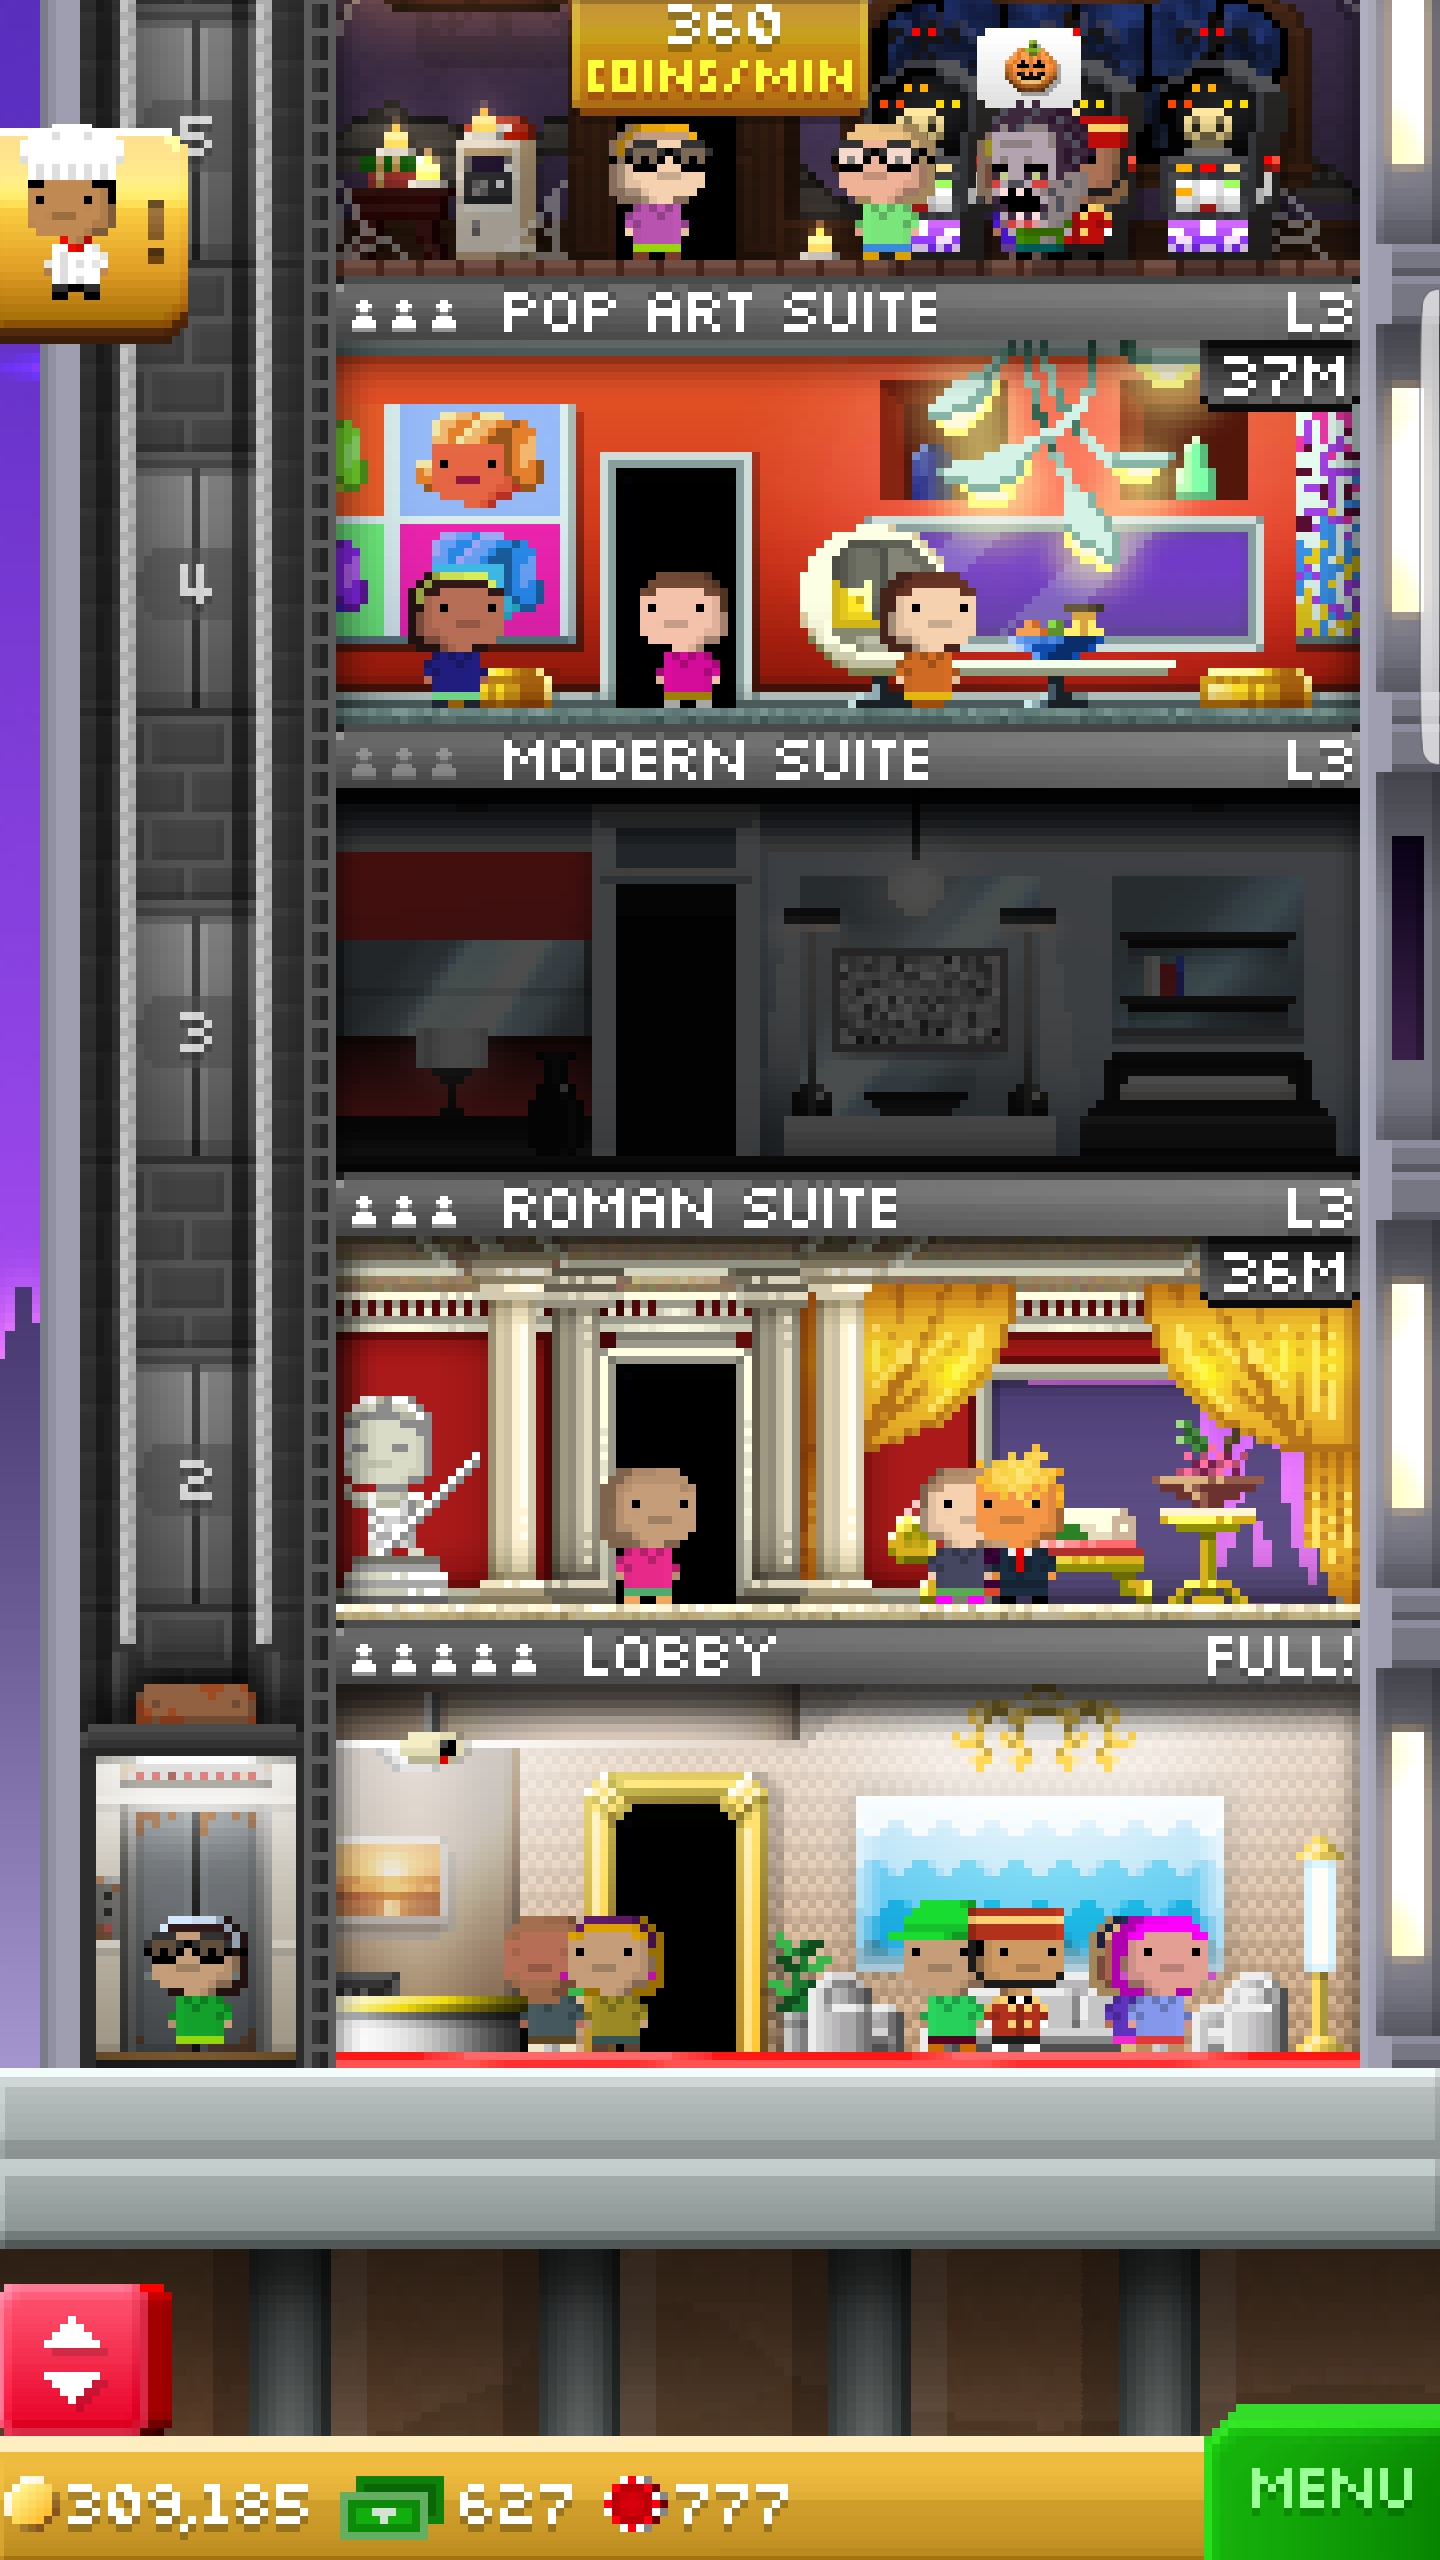 360
COINS/MIN
5
POP ART SUITE L3
37M
4
MODERN SUITE L3
3
ROMAN SUITE L3
36M
2
LOBBY FULL!
309,185 627 777
MENU